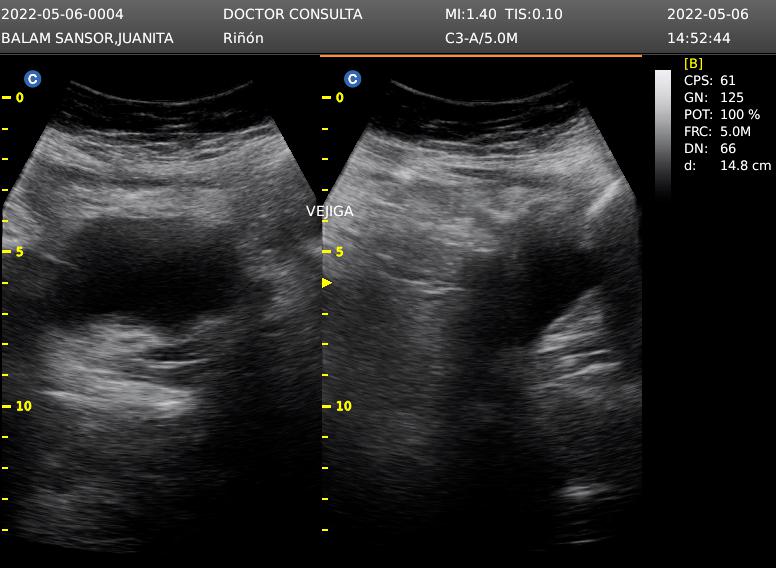 2022-05-06-0004 DOCTOR CONSULTA MI:1.40 TIS:0.10 2022-05-06
BALAM SANSOR,JUANITA Riñón C3-A/5.0M 14:52:44
[B]
C C
CPS: 61
0 0
GN: 125
POT: 100 %
FRC: 5.0M
DN: 66
d: 14.8 cm
VEJIGA
5 5
10 10